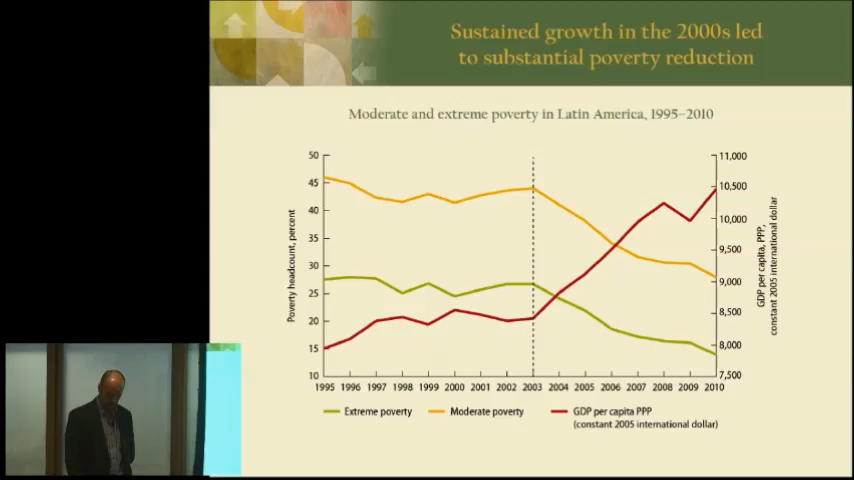 Sustained growth in the 2000s led
to substantial poverty reduction
Moderate and extreme poverty in Latin America, 1995–2010
Poverty headcount, percent
50
45
40
35
30
25
20
15
10
11,000
10,500
10,000
9,500
9,000
8,500
8,000
7,500
GDP per capita, PPP,
constant 2005 international dollar
1995 1996 1997 1998 1999 2000 2001 2002 2003 2004 2005 2006 2007 2008 2009 2010
Extreme poverty Moderate poverty GDP per capita PPP
(constant 2005 international dollar)